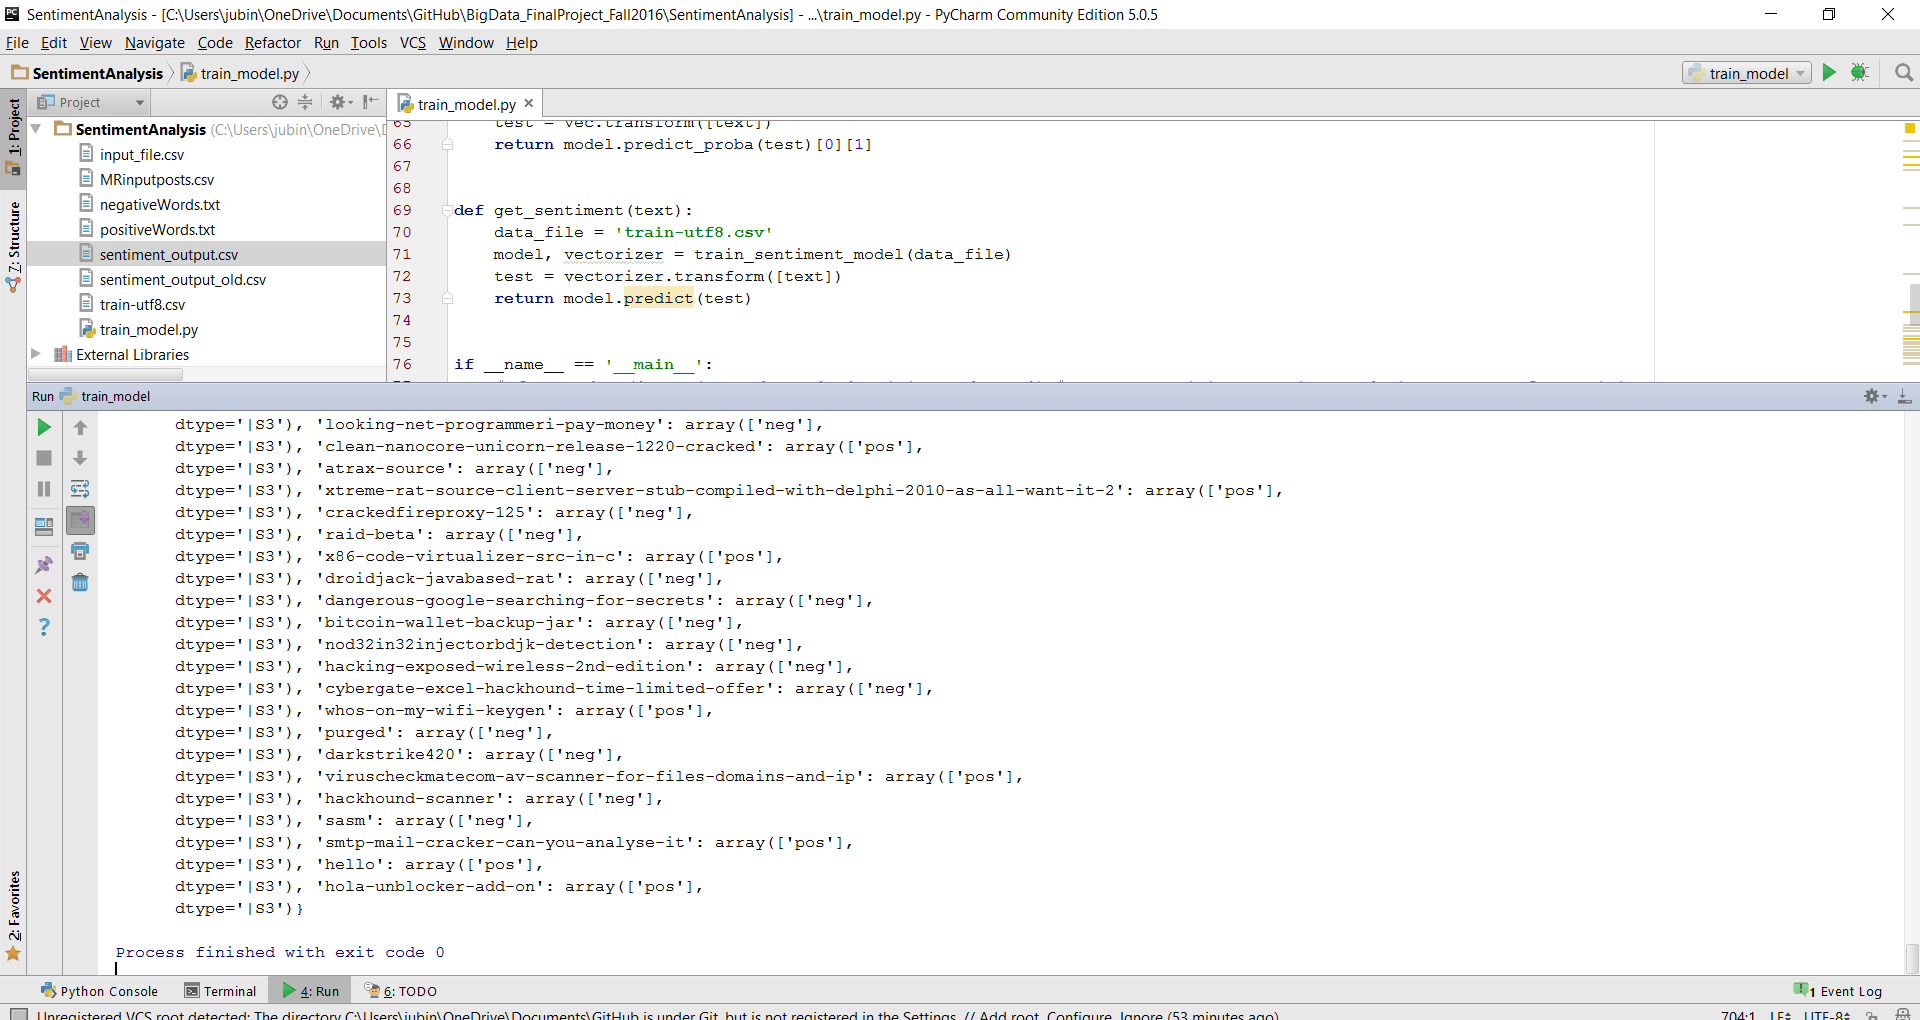 SentimentAnalysis - [C:\Users\jubin\OneDrive\Documents\GitHub\BigData_FinalProject_Fall2016\SentimentAnalysis] - ...\train_model.py - PyCharm Community Edition 5.0.5
File Edit View Navigate Code Refactor Run Tools VCS Window Help
SentimentAnalysis train_model.py train_model
Project
train_model.py
1: Project
7: Structure
2: Favorites
SentimentAnalysis (C:\Users\jubin\OneDrive\
input_file.csv
MRinputposts.csv
negativeWords.txt
positiveWords.txt
sentiment_output.csv
sentiment_output_old.csv
train-utf8.csv
train_model.py
External Libraries
65 test = vec.transform([text])
66 return model.predict_proba(test)[0][1]
67
68
69 def get_sentiment(text):
70 data_file = 'train-utf8.csv'
71 model, vectorizer = train_sentiment_model(data_file)
72 test = vectorizer.transform([text])
73 return model.predict(test)
74
75
76 if __name__ == '__main__':
Run train_model
dtype='|S3'), 'looking-net-programmeri-pay-money': array(['neg'],
dtype='|S3'), 'clean-nanocore-unicorn-release-1220-cracked': array(['pos'],
dtype='|S3'), 'atrax-source': array(['neg'],
dtype='|S3'), 'xtreme-rat-source-client-server-stub-compiled-with-delphi-2010-as-all-want-it-2': array(['pos'],
dtype='|S3'), 'crackedfireproxy-125': array(['neg'],
dtype='|S3'), 'raid-beta': array(['neg'],
dtype='|S3'), 'x86-code-virtualizer-src-in-c': array(['pos'],
dtype='|S3'), 'droidjack-javabased-rat': array(['neg'],
dtype='|S3'), 'dangerous-google-searching-for-secrets': array(['neg'],
dtype='|S3'), 'bitcoin-wallet-backup-jar': array(['neg'],
dtype='|S3'), 'nod32in32injectorbdjk-detection': array(['neg'],
dtype='|S3'), 'hacking-exposed-wireless-2nd-edition': array(['neg'],
dtype='|S3'), 'cybergate-excel-hackhound-time-limited-offer': array(['neg'],
dtype='|S3'), 'whos-on-my-wifi-keygen': array(['pos'],
dtype='|S3'), 'purged': array(['neg'],
dtype='|S3'), 'darkstrike420': array(['neg'],
dtype='|S3'), 'viruscheckmatecom-av-scanner-for-files-domains-and-ip': array(['pos'],
dtype='|S3'), 'hackhound-scanner': array(['neg'],
dtype='|S3'), 'sasm': array(['neg'],
dtype='|S3'), 'smtp-mail-cracker-can-you-analyse-it': array(['pos'],
dtype='|S3'), 'hello': array(['pos'],
dtype='|S3'), 'hola-unblocker-add-on': array(['pos'],
dtype='|S3')}
Process finished with exit code 0
Python Console Terminal 4: Run 6: TODO 1 Event Log
Unregistered VCS root detected: The directory C:\Users\jubin\OneDrive\Documents\GitHub is under Git, but is not registered in the Settings. // Add root Configure Ignore (53 minutes ago) 704:1 LF UTF-8